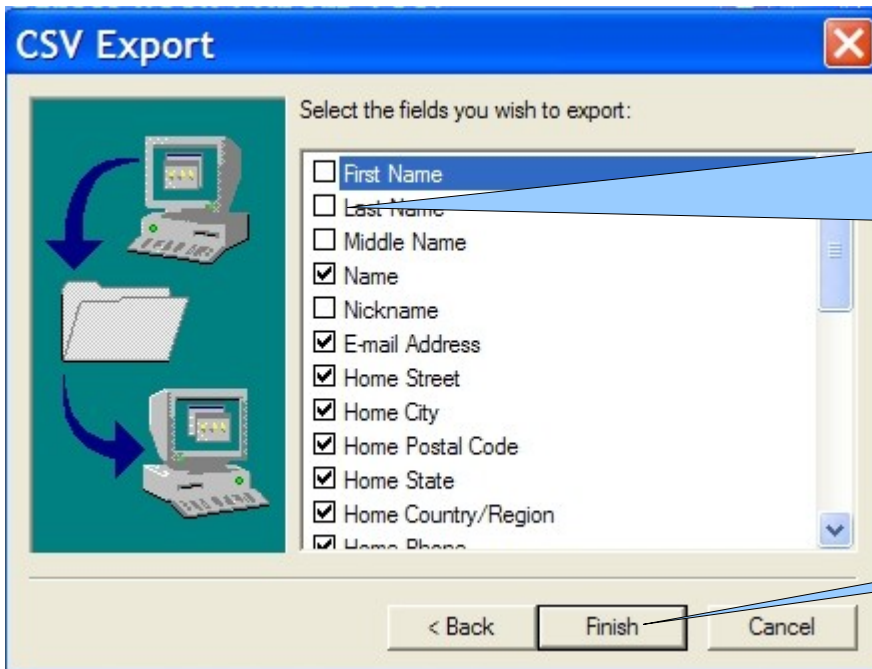 CSV Export
Select the fields you wish to export:
First Name
Last Name
Middle Name
Name
Nickname
E-mail Address
Home Street
Home City
Home Postal Code
Home State
Home Country/Region
Home Phone
< Back Finish Cancel